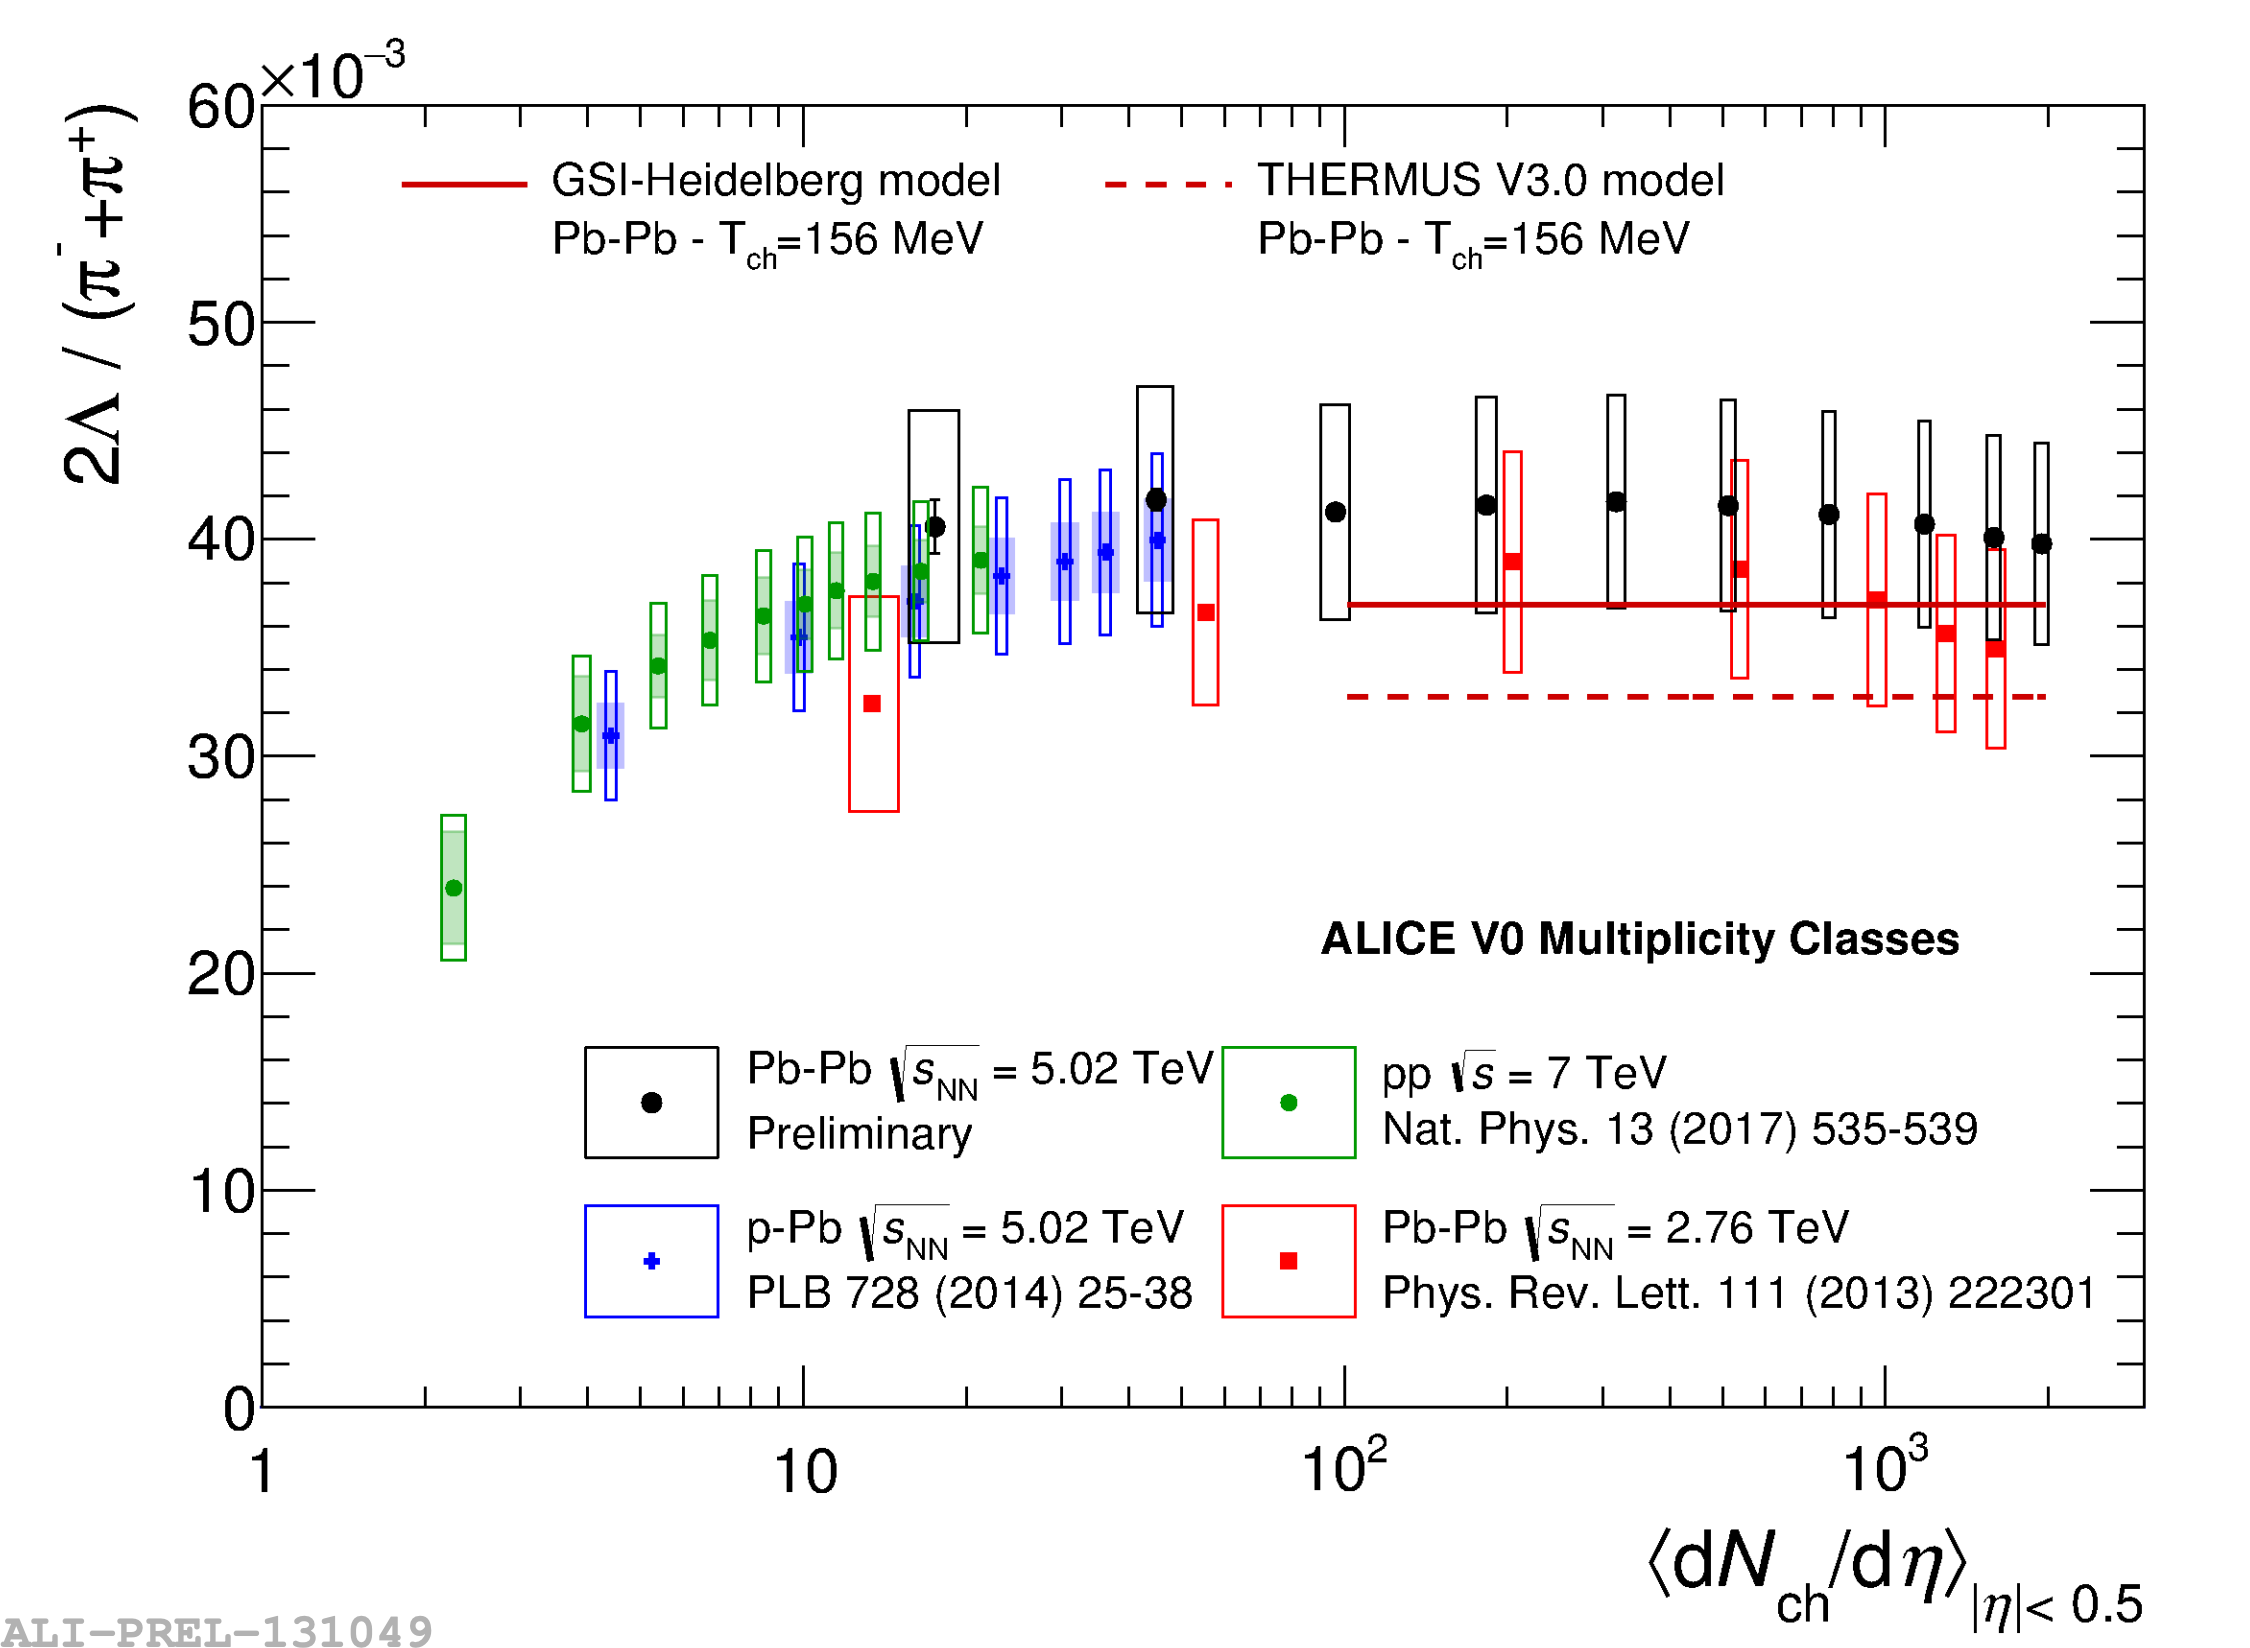 ×10⁻³
2Λ / (π⁻+π⁺)
60
50
40
30
20
10
0
GSI-Heidelberg model
Pb-Pb - T_ch=156 MeV
THERMUS V3.0 model
Pb-Pb - T_ch=156 MeV
ALICE V0 Multiplicity Classes
Pb-Pb √s_NN = 5.02 TeV
Preliminary
pp √s = 7 TeV
Nat. Phys. 13 (2017) 535-539
p-Pb √s_NN = 5.02 TeV
PLB 728 (2014) 25-38
Pb-Pb √s_NN = 2.76 TeV
Phys. Rev. Lett. 111 (2013) 222301
1 10 10² 10³
⟨dN_ch/dη⟩_|η|< 0.5
ALI-PREL-131049